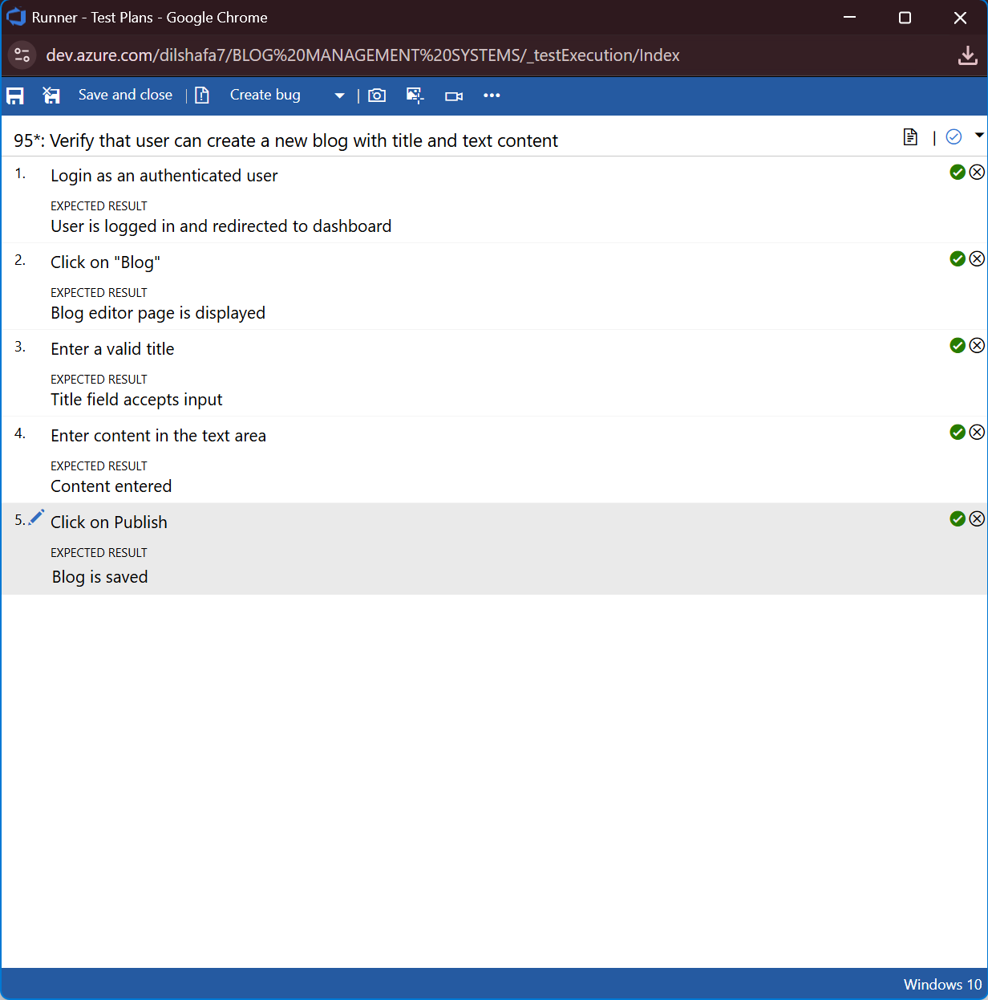 Runner - Test Plans - Google Chrome
dev.azure.com/dilshafa7/BLOG%20MANAGEMENT%20SYSTEMS/_testExecution/Index
Save and close | Create bug |
95*: Verify that user can create a new blog with title and text content |
1. Login as an authenticated user
EXPECTED RESULT
User is logged in and redirected to dashboard
2. Click on "Blog"
EXPECTED RESULT
Blog editor page is displayed
3. Enter a valid title
EXPECTED RESULT
Title field accepts input
4. Enter content in the text area
EXPECTED RESULT
Content entered
5. Click on Publish
EXPECTED RESULT
Blog is saved
Windows 10